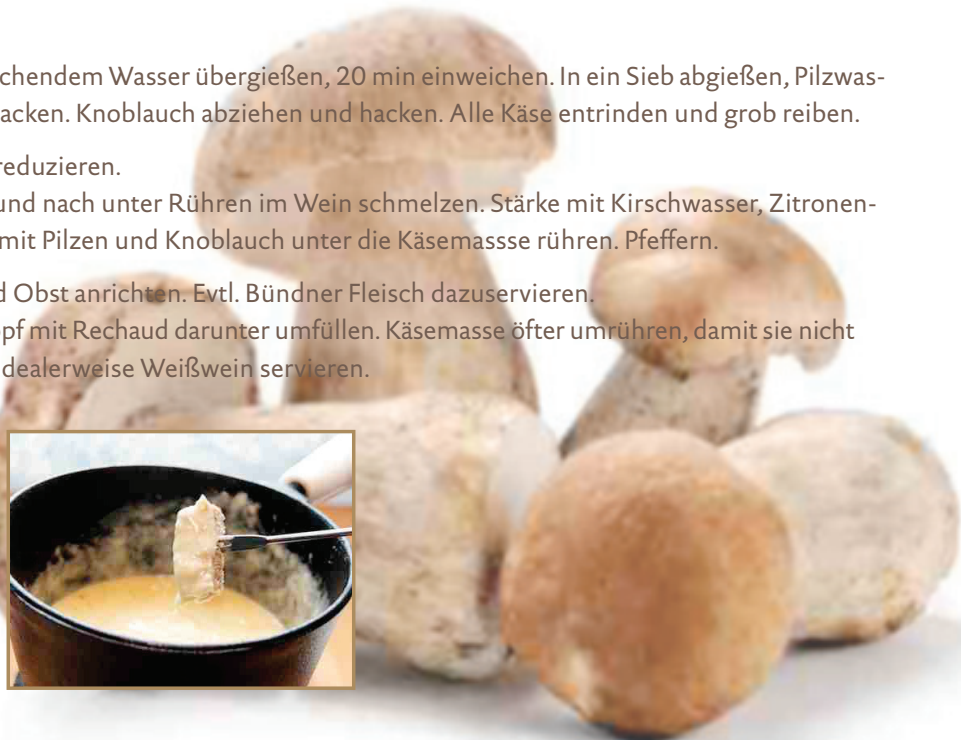 chendem Wasser übergießen, 20 min einweichen. In ein Sieb abgießen, Pilzwas-
acken. Knoblauch abziehen und hacken. Alle Käse entrinden und grob reiben.
reduzieren.
und nach unter Rühren im Wein schmelzen. Stärke mit Kirschwasser, Zitronen-
mit Pilzen und Knoblauch unter die Käsemassse rühren. Pfeffern.
d Obst anrichten. Evtl. Bündner Fleisch dazuservieren.
pf mit Rechaud darunter umfüllen. Käsemasse öfter umrühren, damit sie nicht
dealerweise Weißwein servieren.